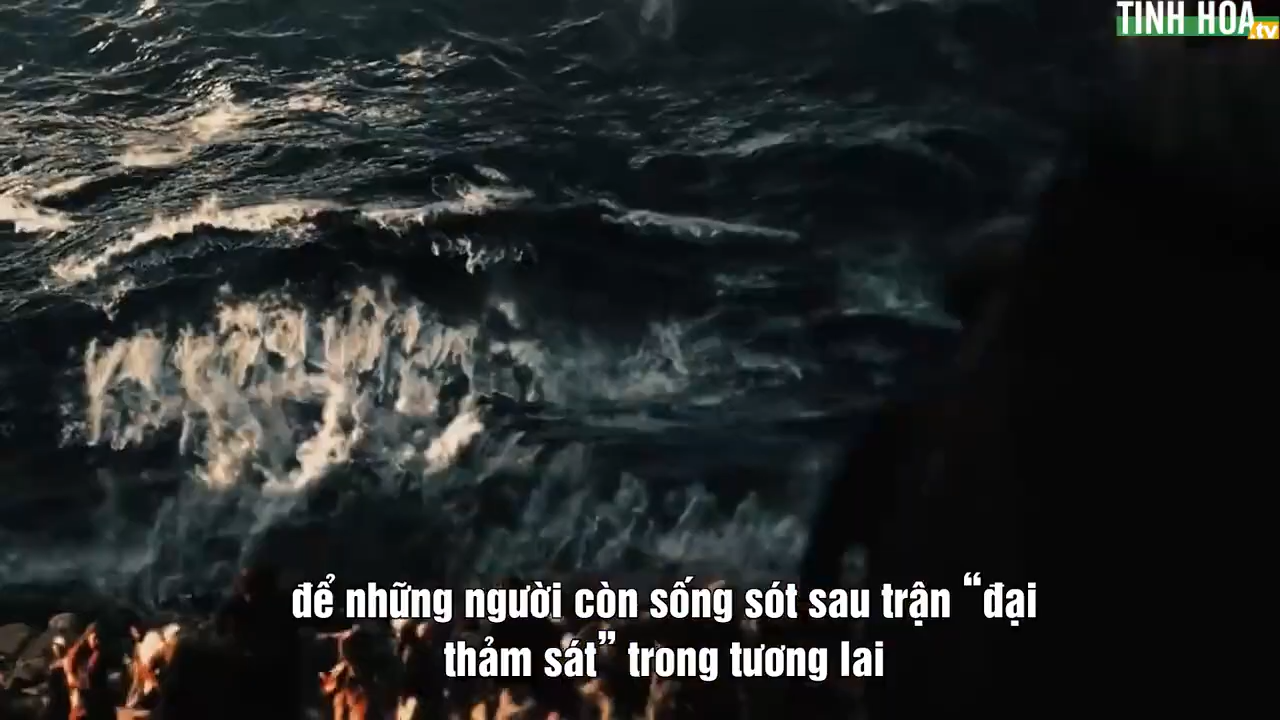 TINH HOA
.tv
để những người còn sống sót sau trận “đại
thảm sát” trong tương lai